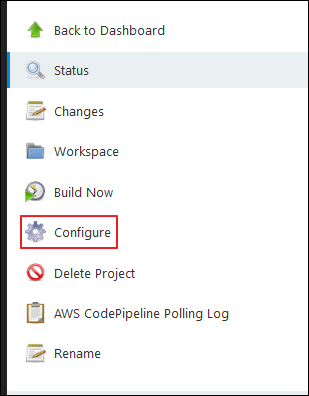 Back to Dashboard
Status
Changes
Workspace
Build Now
Configure
Delete Project
AWS CodePipeline Polling Log
Rename